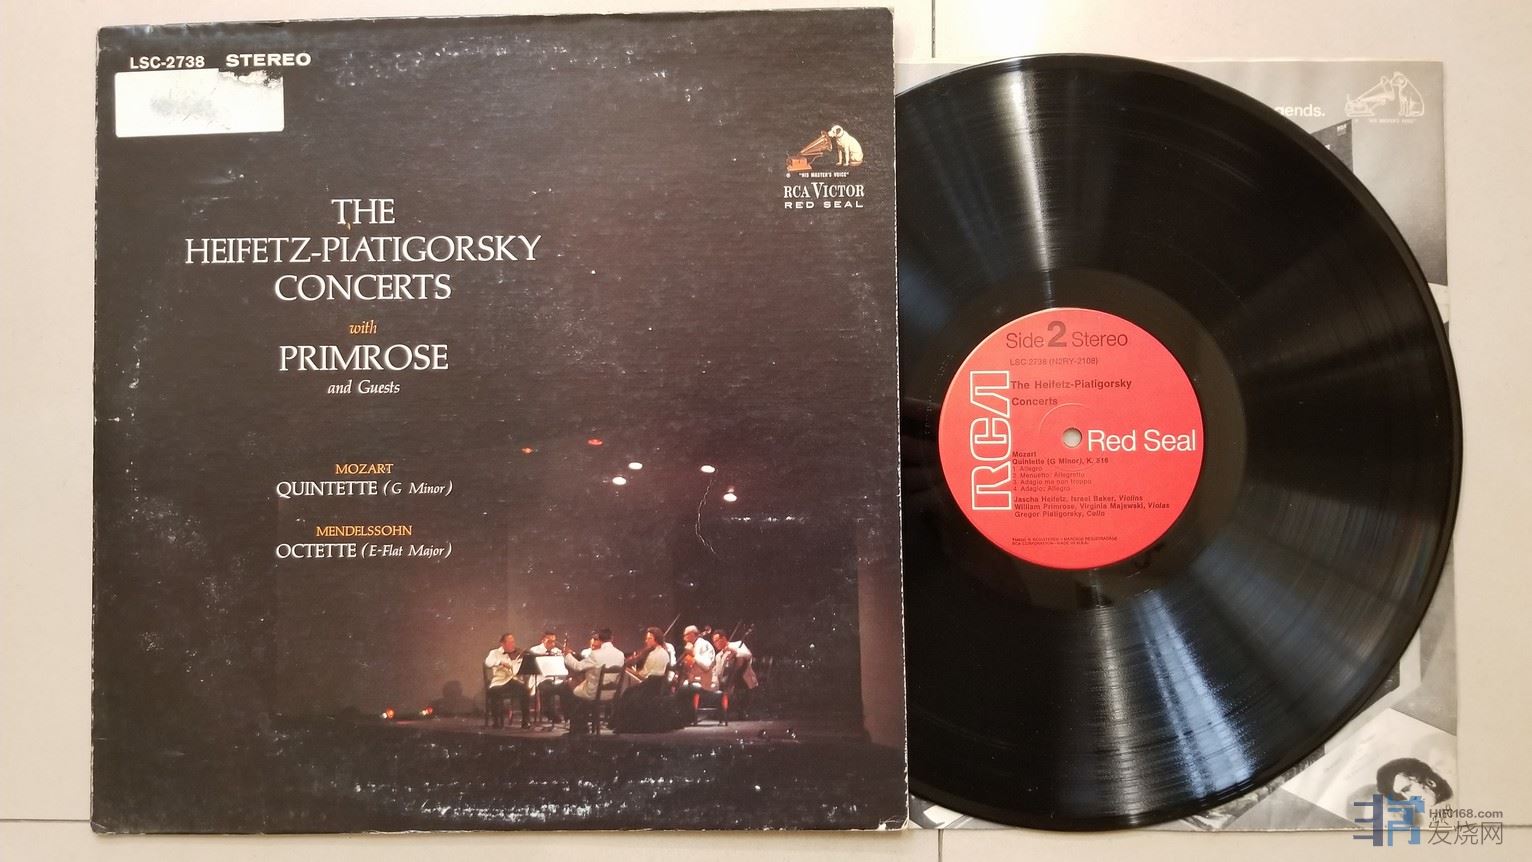 LSC-2738 STEREO
"HIS MASTER'S VOICE"
RCA VICTOR
RED SEAL
THE
HEIFETZ-PIATIGORSKY
CONCERTS
with
PRIMROSE
and Guests
MOZART
QUINTETTE (G Minor)
MENDELSSOHN
OCTETTE (E-Flat Major)
gends.
"HIS MASTER'S VOICE"
Side 2 Stereo
LSC 2738 (N2RY-2108)
The Heifetz-Piatigorsky
Concerts
RCA
Red Seal
Mozart
Quintette (G Minor), K. 516
1. Allegro
2. Menuetto: Allegretto
3. Adagio ma non troppo
4. Adagio; Allegro
Jascha Heifetz, Israel Baker, Violins
William Primrose, Virginia Majewski, Violas
Gregor Piatigorsky, Cello
HIFI168.com
发烧网